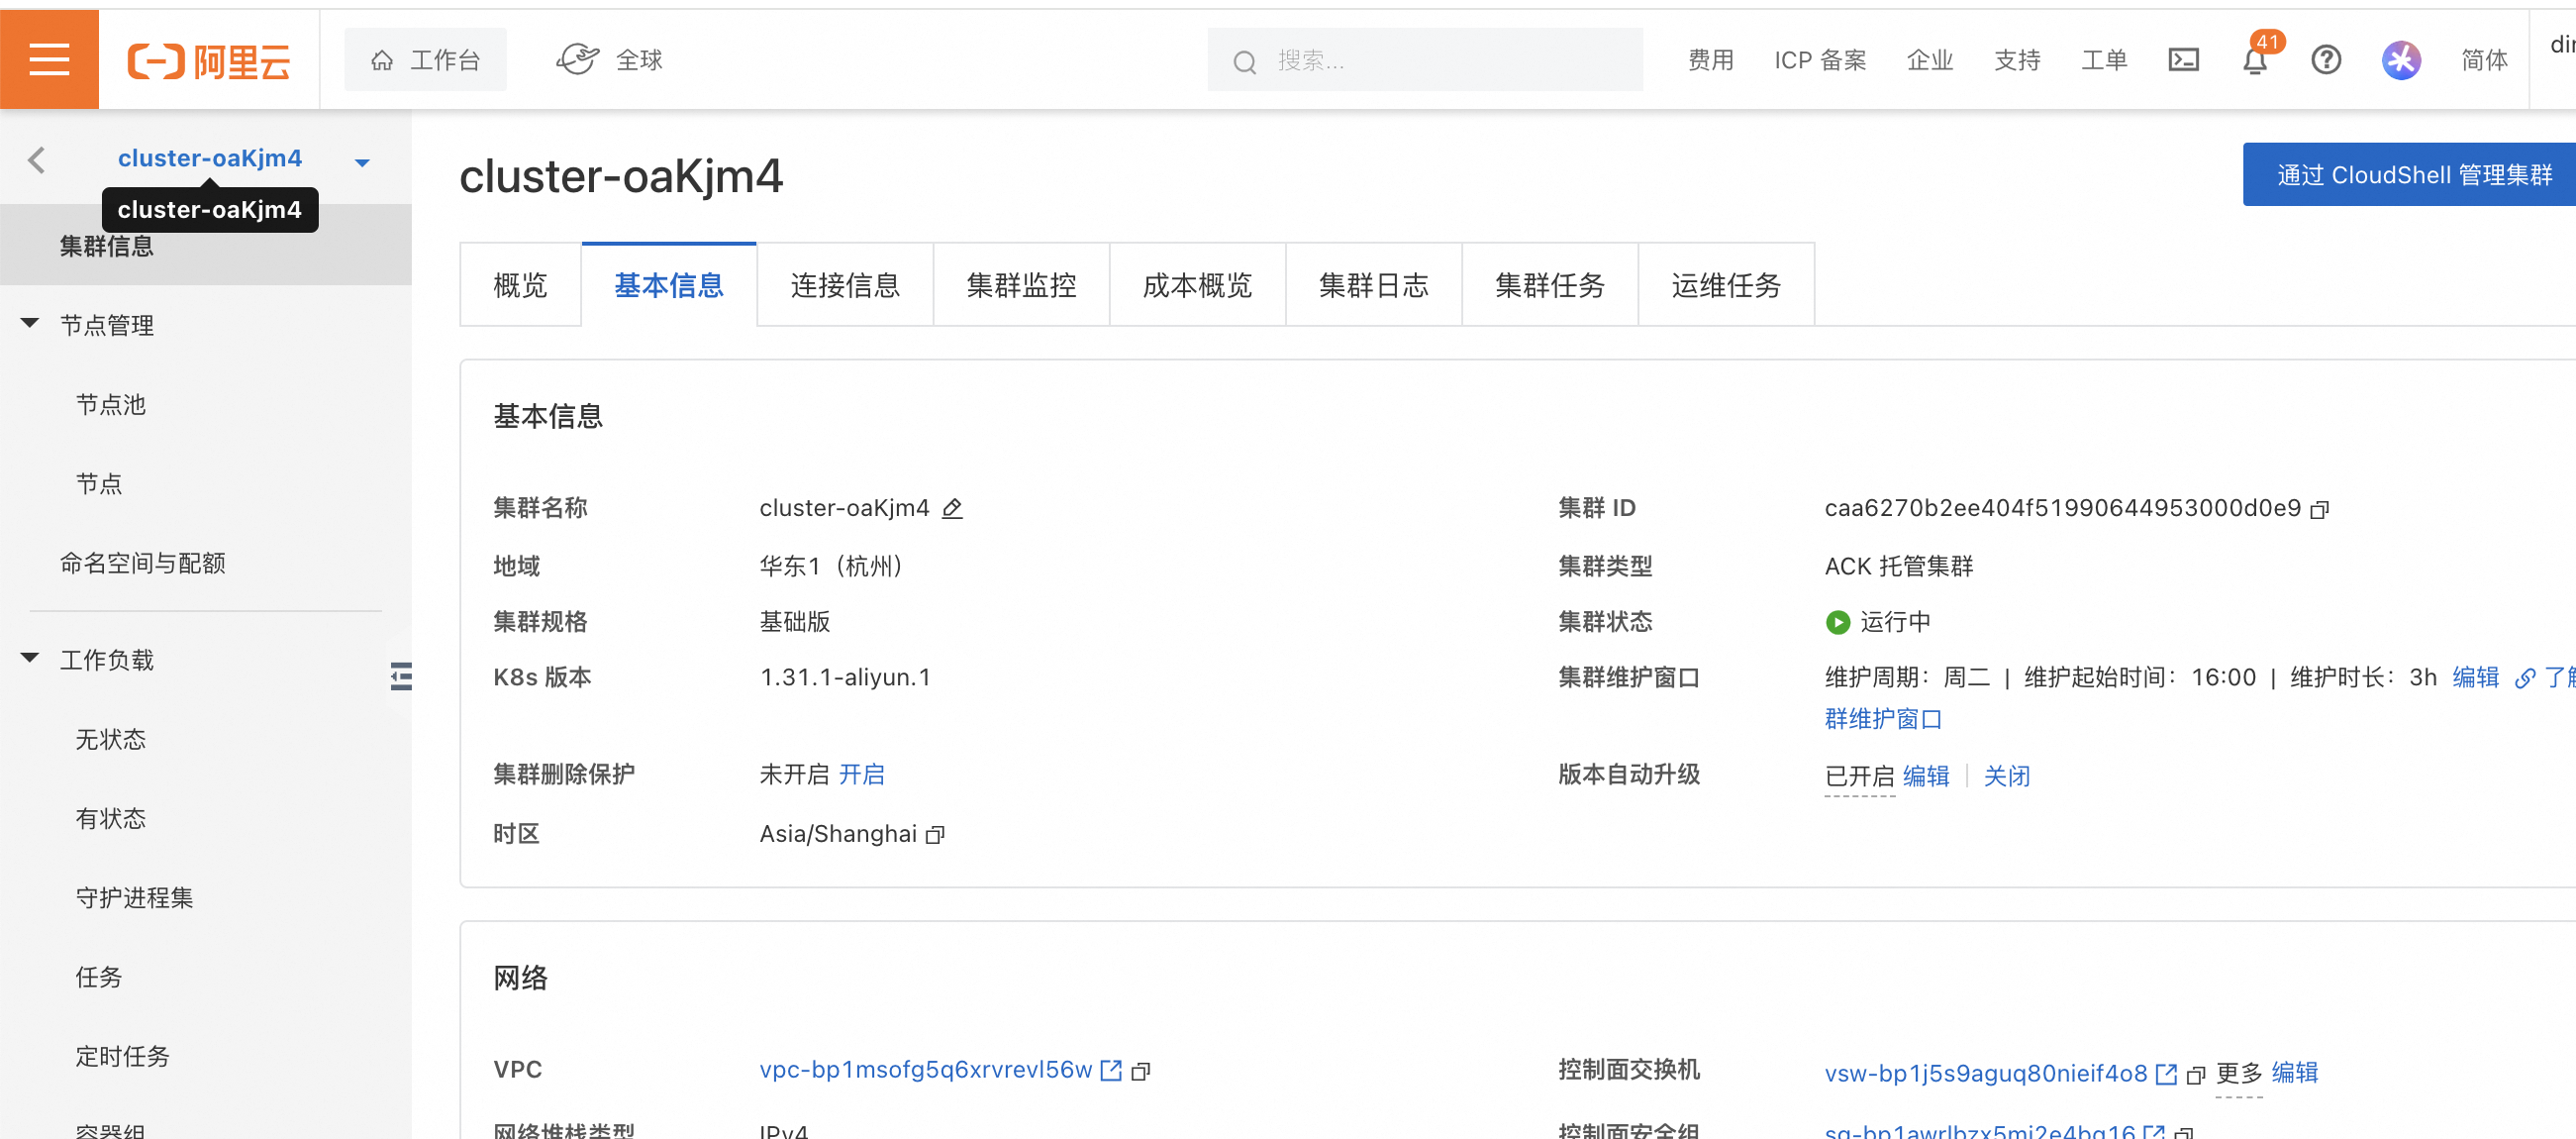 阿里云 工作台 全球 搜索... 费用 ICP 备案 企业 支持 工单 41 简体
cluster-oaKjm4
cluster-oaKjm4
集群信息
节点管理
节点池
节点
命名空间与配额
工作负载
无状态
有状态
守护进程集
任务
定时任务
容器组
cluster-oaKjm4
通过 CloudShell 管理集群
概览 基本信息 连接信息 集群监控 成本概览 集群日志 集群任务 运维任务
基本信息
集群名称 cluster-oaKjm4 集群 ID caa6270b2ee404f51990644953000d0e9
地域 华东1（杭州） 集群类型 ACK 托管集群
集群规格 基础版 集群状态 运行中
K8s 版本 1.31.1-aliyun.1 集群维护窗口 维护周期：周二 | 维护起始时间：16:00 | 维护时长：3h 编辑 了解
群维护窗口
集群删除保护 未开启 开启 版本自动升级 已开启 编辑 关闭
时区 Asia/Shanghai
网络
VPC vpc-bp1msofg5q6xrvrevl56w 控制面交换机 vsw-bp1j5s9aguq80nieif4o8 更多 编辑
网络堆栈类型 IPv4 控制面安全组 sg-bp1awrlbzx5mi2e4bg16